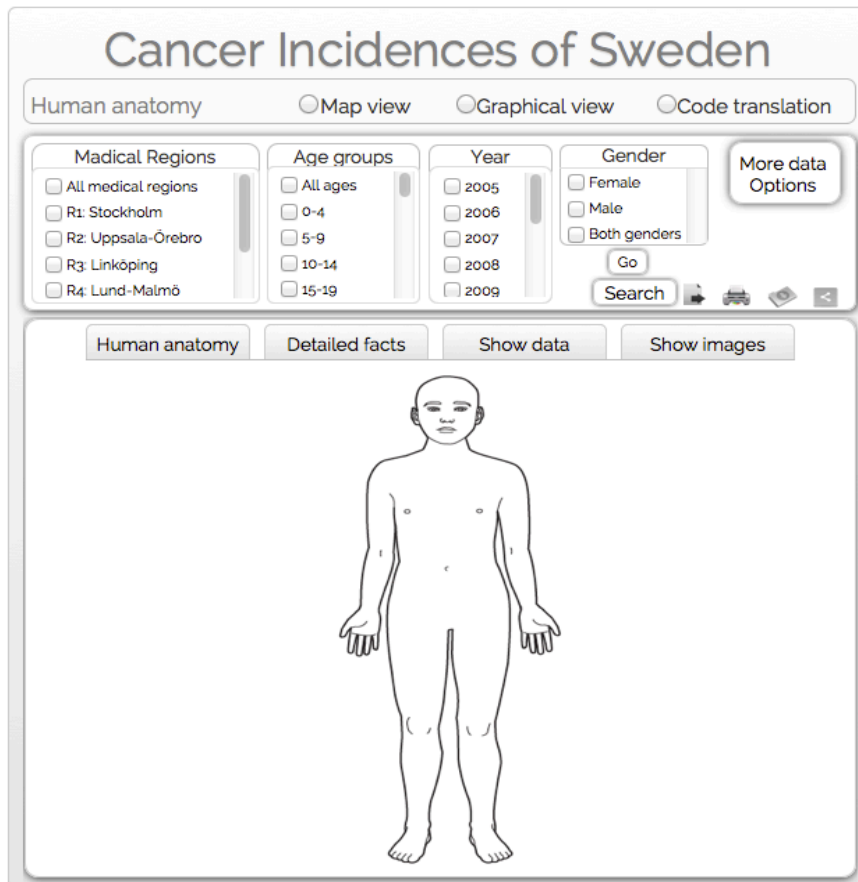 Cancer Incidences of Sweden
Human anatomy Map view Graphical view Code translation
Madical Regions
All medical regions
R1: Stockholm
R2: Uppsala-Örebro
R3: Linköping
R4: Lund-Malmö
Age groups
All ages
0-4
5-9
10-14
15-19
Year
2005
2006
2007
2008
2009
Gender
Female
Male
Both genders
Go
Search
More data
Options
Human anatomy Detailed facts Show data Show images